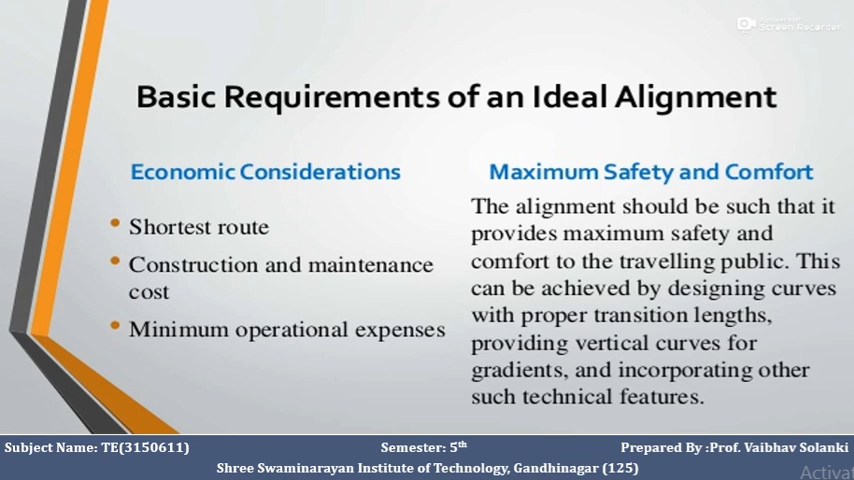 Screen Recorder
Basic Requirements of an Ideal Alignment
Economic Considerations
• Shortest route
• Construction and maintenance
cost
• Minimum operational expenses
Maximum Safety and Comfort
The alignment should be such that it
provides maximum safety and
comfort to the travelling public. This
can be achieved by designing curves
with proper transition lengths,
providing vertical curves for
gradients, and incorporating other
such technical features.
Subject Name: TE(3150611)
Semester: 5th
Prepared By :Prof. Vaibhav Solanki
Shree Swaminarayan Institute of Technology, Gandhinagar (125)